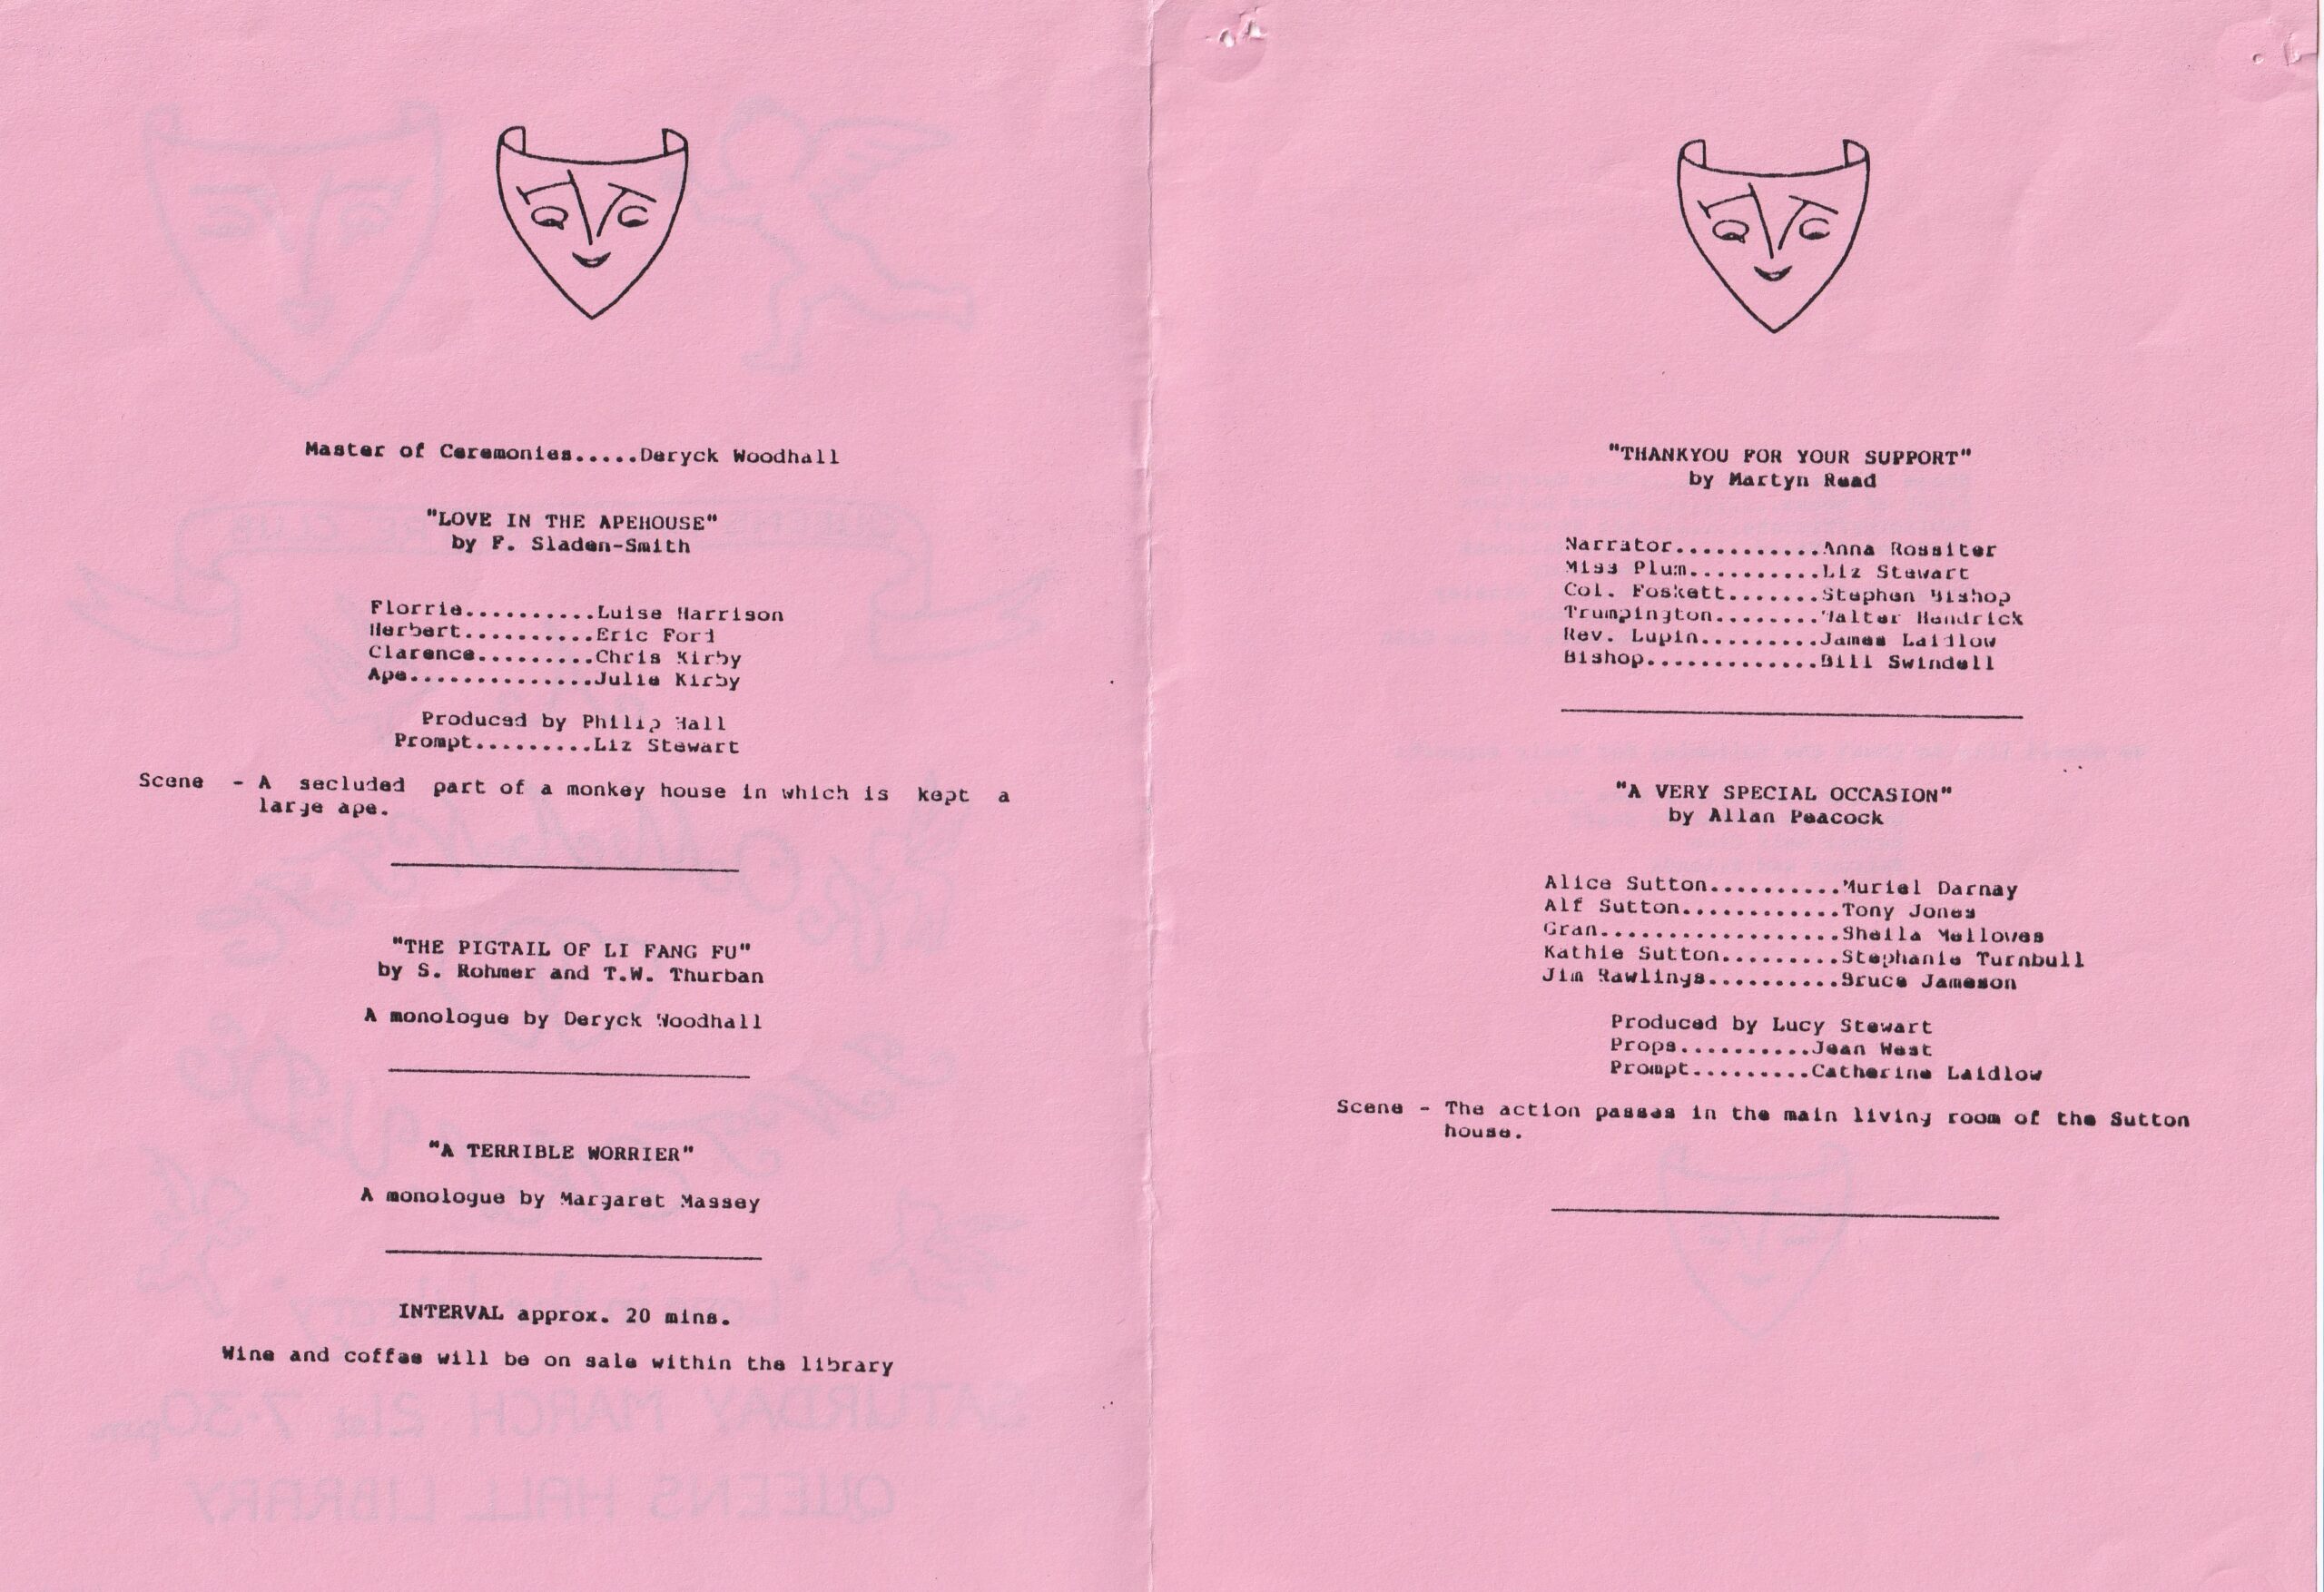 Master of Ceremonies.....Deryck Woodhall
"LOVE IN THE APEHOUSE"
by F. Sladen-Smith
Florrie..........Luise Harrison
Herbert..........Eric Ford
Clarence.........Chris Kirby
Ape..............Julie Kirby
Produced by Philip Hall
Prompt.........Liz Stewart
Scene - A secluded part of a monkey house in which is kept a
large ape.
"THE PIGTAIL OF LI FANG FU"
by S. Rohmer and T.W. Thurban
A monologue by Deryck Woodhall
"A TERRIBLE WORRIER"
A monologue by Margaret Massey
INTERVAL approx. 20 mins.
Wine and coffee will be on sale within the library
SATURDAY MARCH 21st 7.30pm
QUEENS HALL LIBRARY
"THANKYOU FOR YOUR SUPPORT"
by Martyn Read
Narrator...........Anna Rossiter
Miss Plum..........Liz Stewart
Col. Foskett.......Stephen Bishop
Trumpington........Walter Hendrick
Rev. Lupin.........James Laidlow
Bishop.............Bill Swindell
"A VERY SPECIAL OCCASION"
by Allan Peacock
Alice Sutton..........Muriel Darnay
Alf Sutton............Tony Jones
Gran..................Sheila Mellowes
Kathie Sutton.........Stephanie Turnbull
Jim Rawlings..........Bruce Jameson
Produced by Lucy Stewart
Props..........Jean West
Prompt.........Catherine Laidlow
Scene - The action passes in the main living room of the Sutton
house.